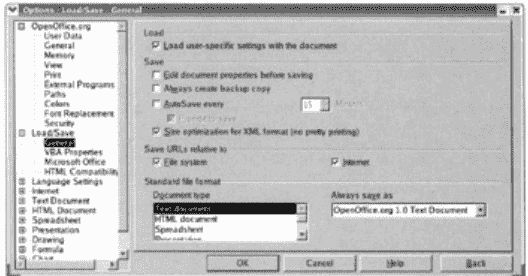 Options - Load/Save - General
OpenOffice.org
User Data
General
Memory
View
Print
External Programs
Paths
Colors
Font Replacement
Security
Load/Save
General
VBA Properties
Microsoft Office
HTML Compatibility
Language Settings
Internet
Text Document
HTML Document
Spreadsheet
Presentation
Drawing
Formula
Chart
Load
Load user-specific settings with the document
Save
Edit document properties before saving
Always create backup copy
AutoSave every 15 Minutes
Size optimization for XML format (no pretty printing)
Save URLs relative to
File system
Internet
Standard file format
Document type
Always save as
Text document
HTML document
Spreadsheet
Presentation
OpenOffice.org 1.0 Text Document
OK
Cancel
Help
Back